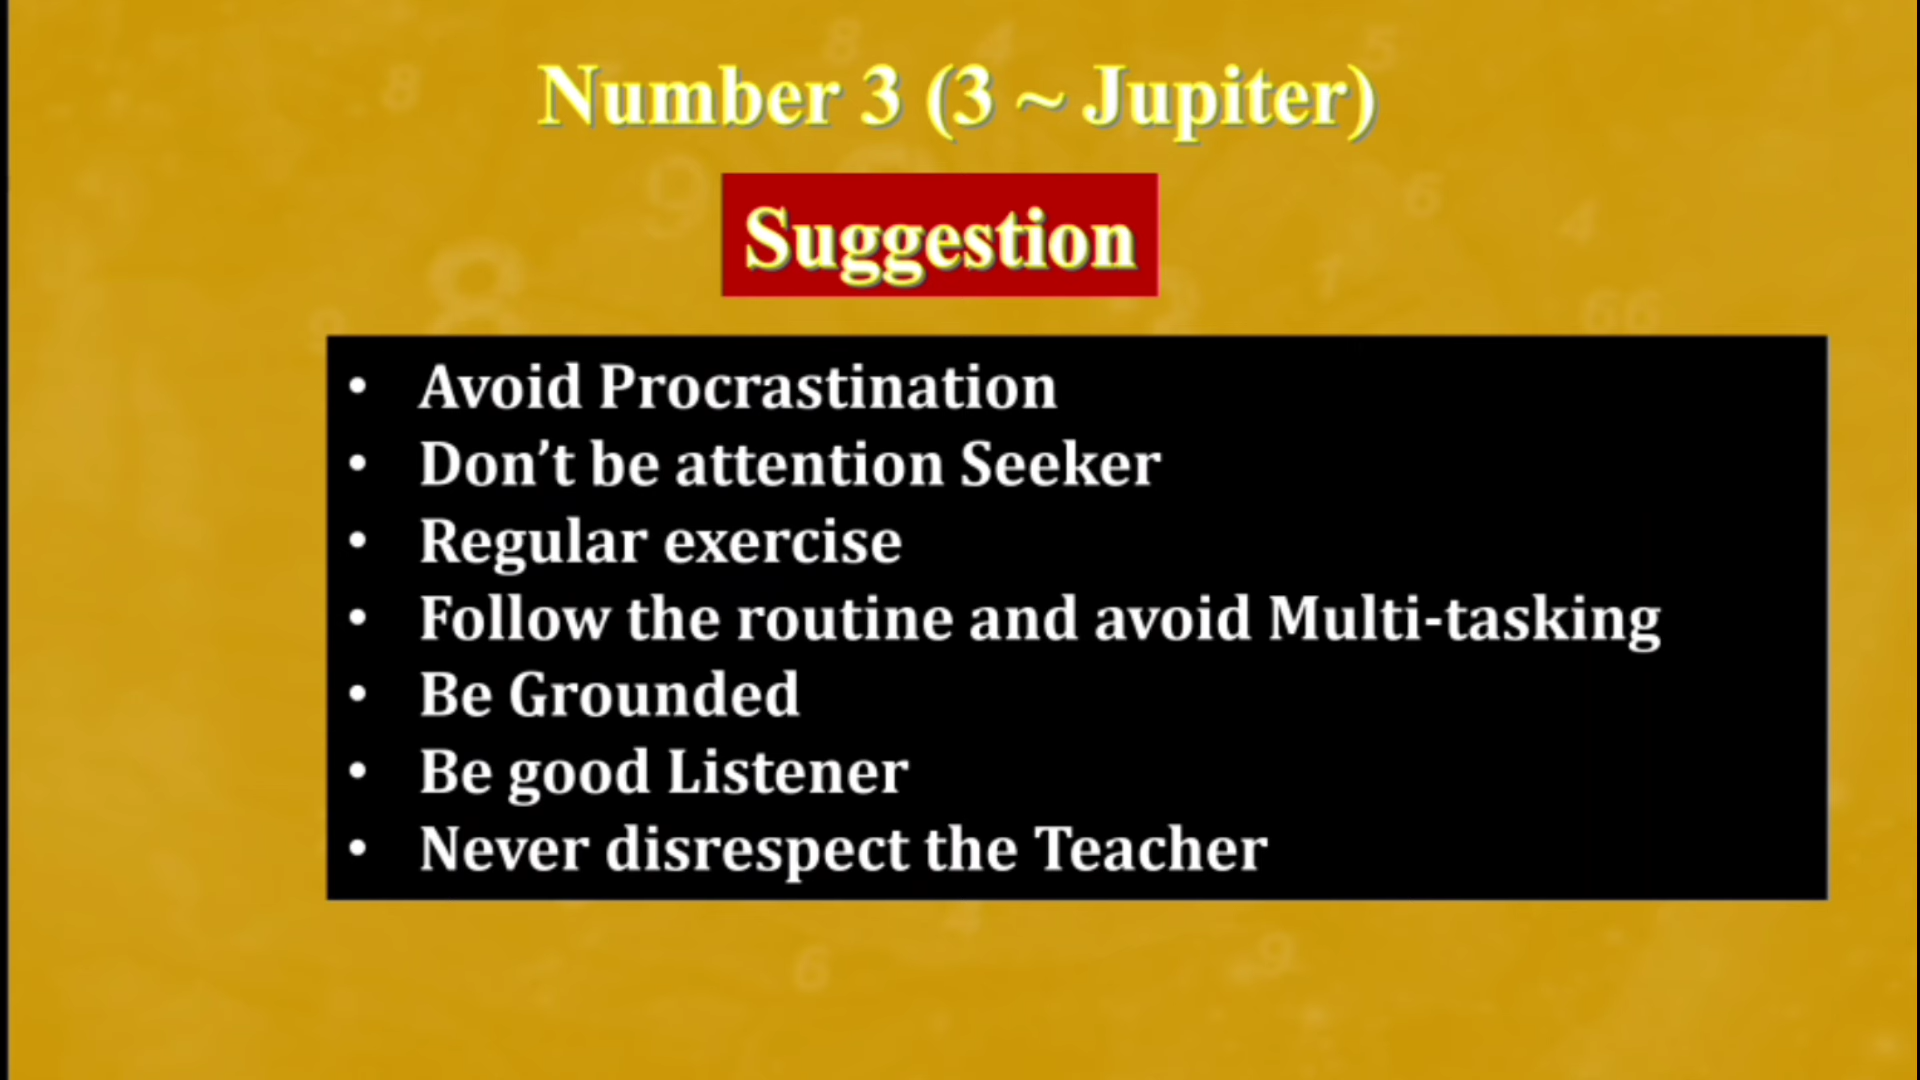 Number 3 (3 ~ Jupiter)
Suggestion
• Avoid Procrastination
• Don’t be attention Seeker
• Regular exercise
• Follow the routine and avoid Multi-tasking
• Be Grounded
• Be good Listener
• Never disrespect the Teacher